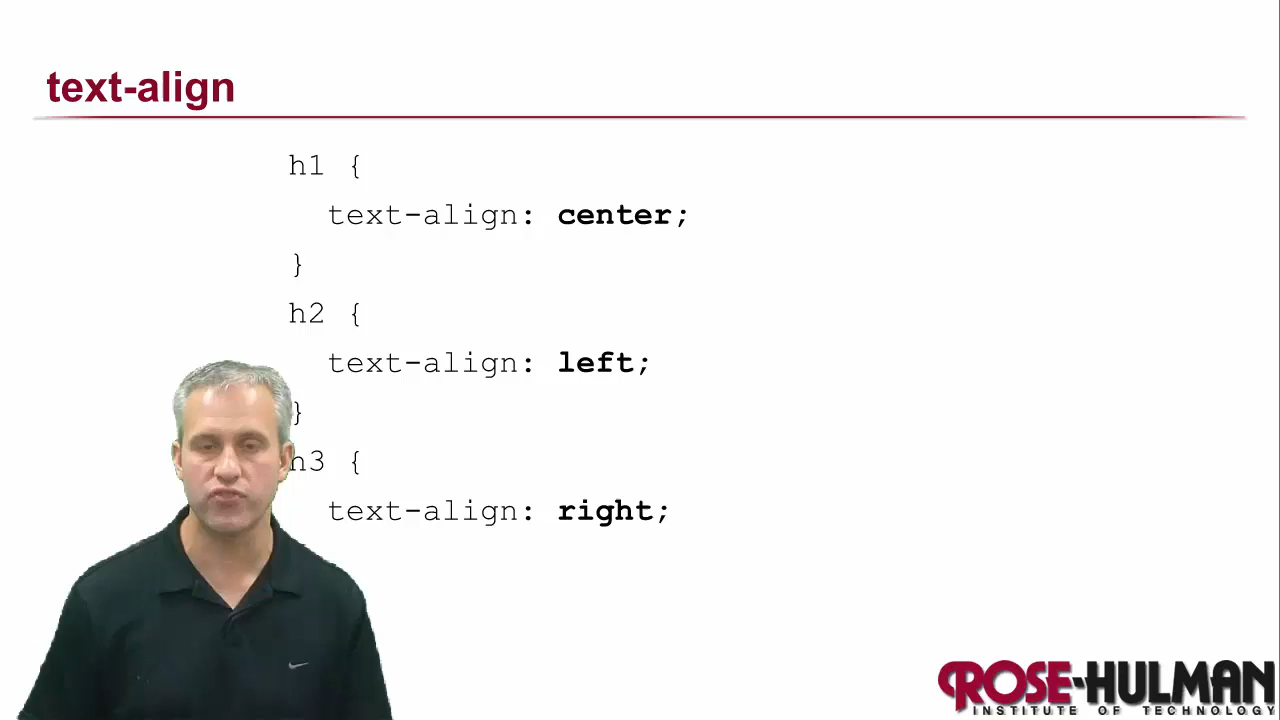 text-align
h1 {
text-align: center;
}
h2 {
text-align: left;
}
h3 {
text-align: right;
ROSE-HULMAN
INSTITUTE OF TECHNOLOGY